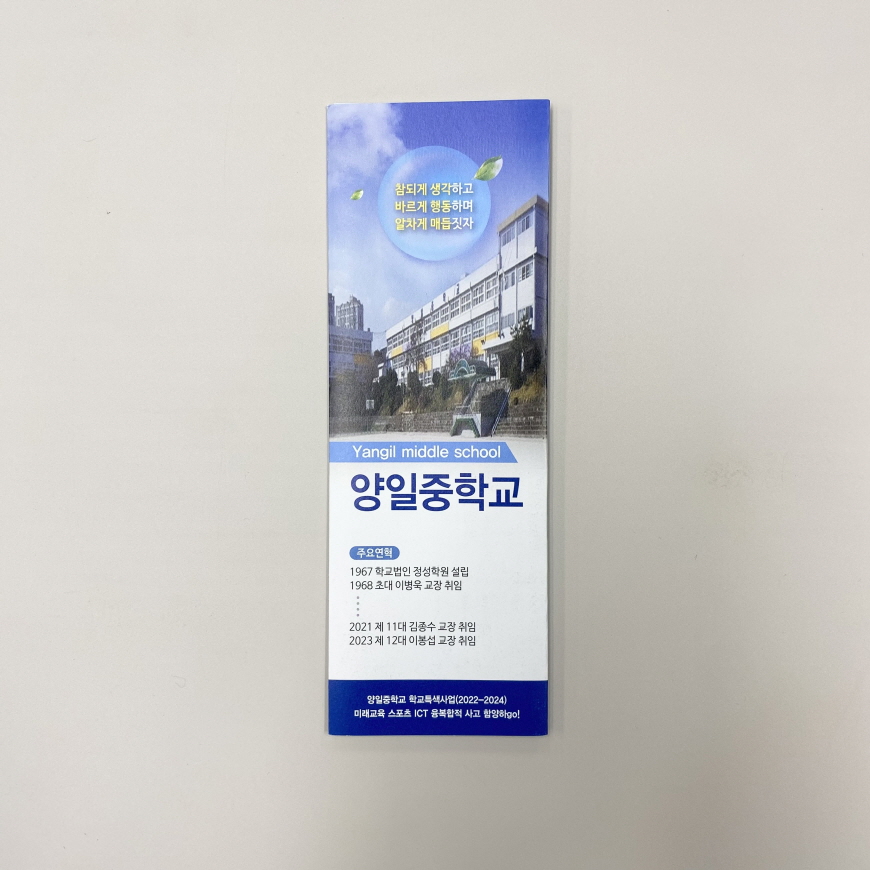 참되게 생각하고
바르게 행동하며
알차게 매듭짓자
Yangil middle school
양일중학교
주요연혁
1967 학교법인 정성학원 설립
1968 초대 이병욱 교장 취임
2021 제 11대 김종수 교장 취임
2023 제 12대 이봉섭 교장 취임
양일중학교 학교특색사업(2022-2024)
미래교육 스포츠 ICT 융복합적 사고 함양하go!